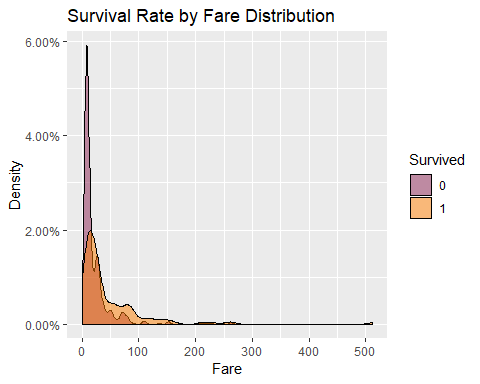 Survival Rate by Fare Distribution
6.00%
4.00%
2.00%
0.00%
Density
0 100 200 300 400 500
Fare
Survived
0
1